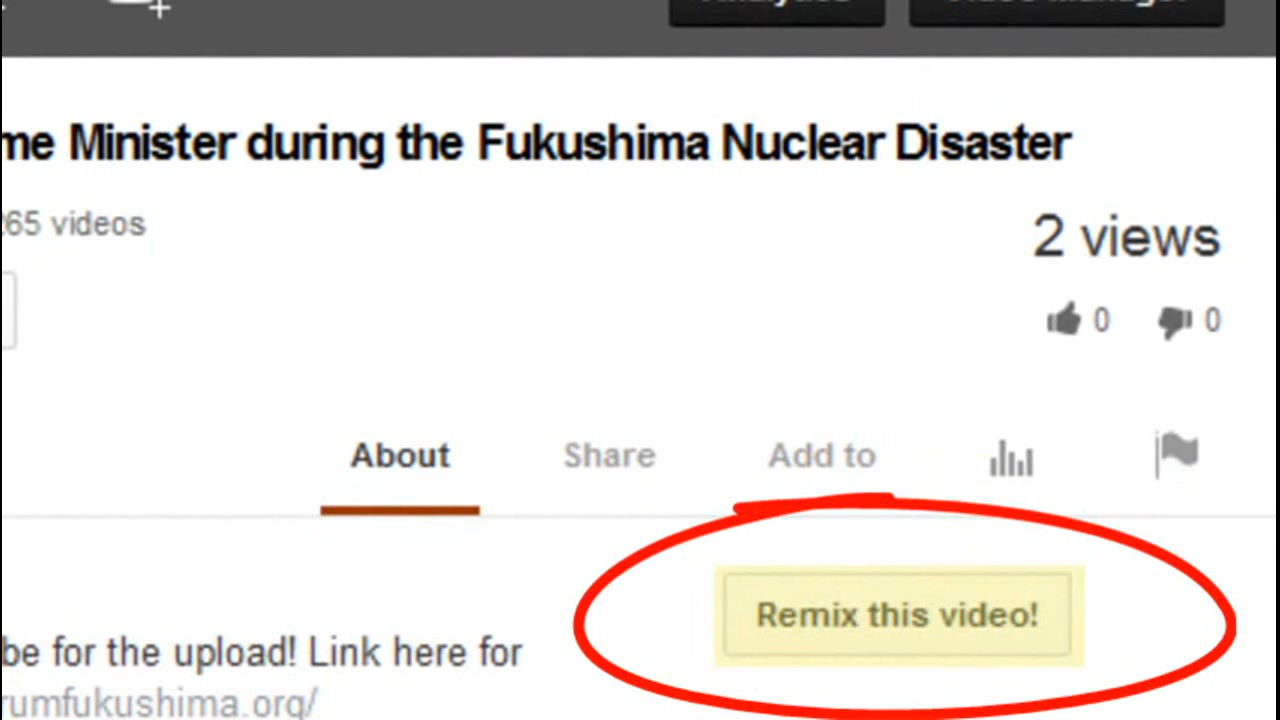 me Minister during the Fukushima Nuclear Disaster
265 videos
2 views
0 0
About Share Add to
Remix this video!
be for the upload! Link here for
rumfukushima.org/